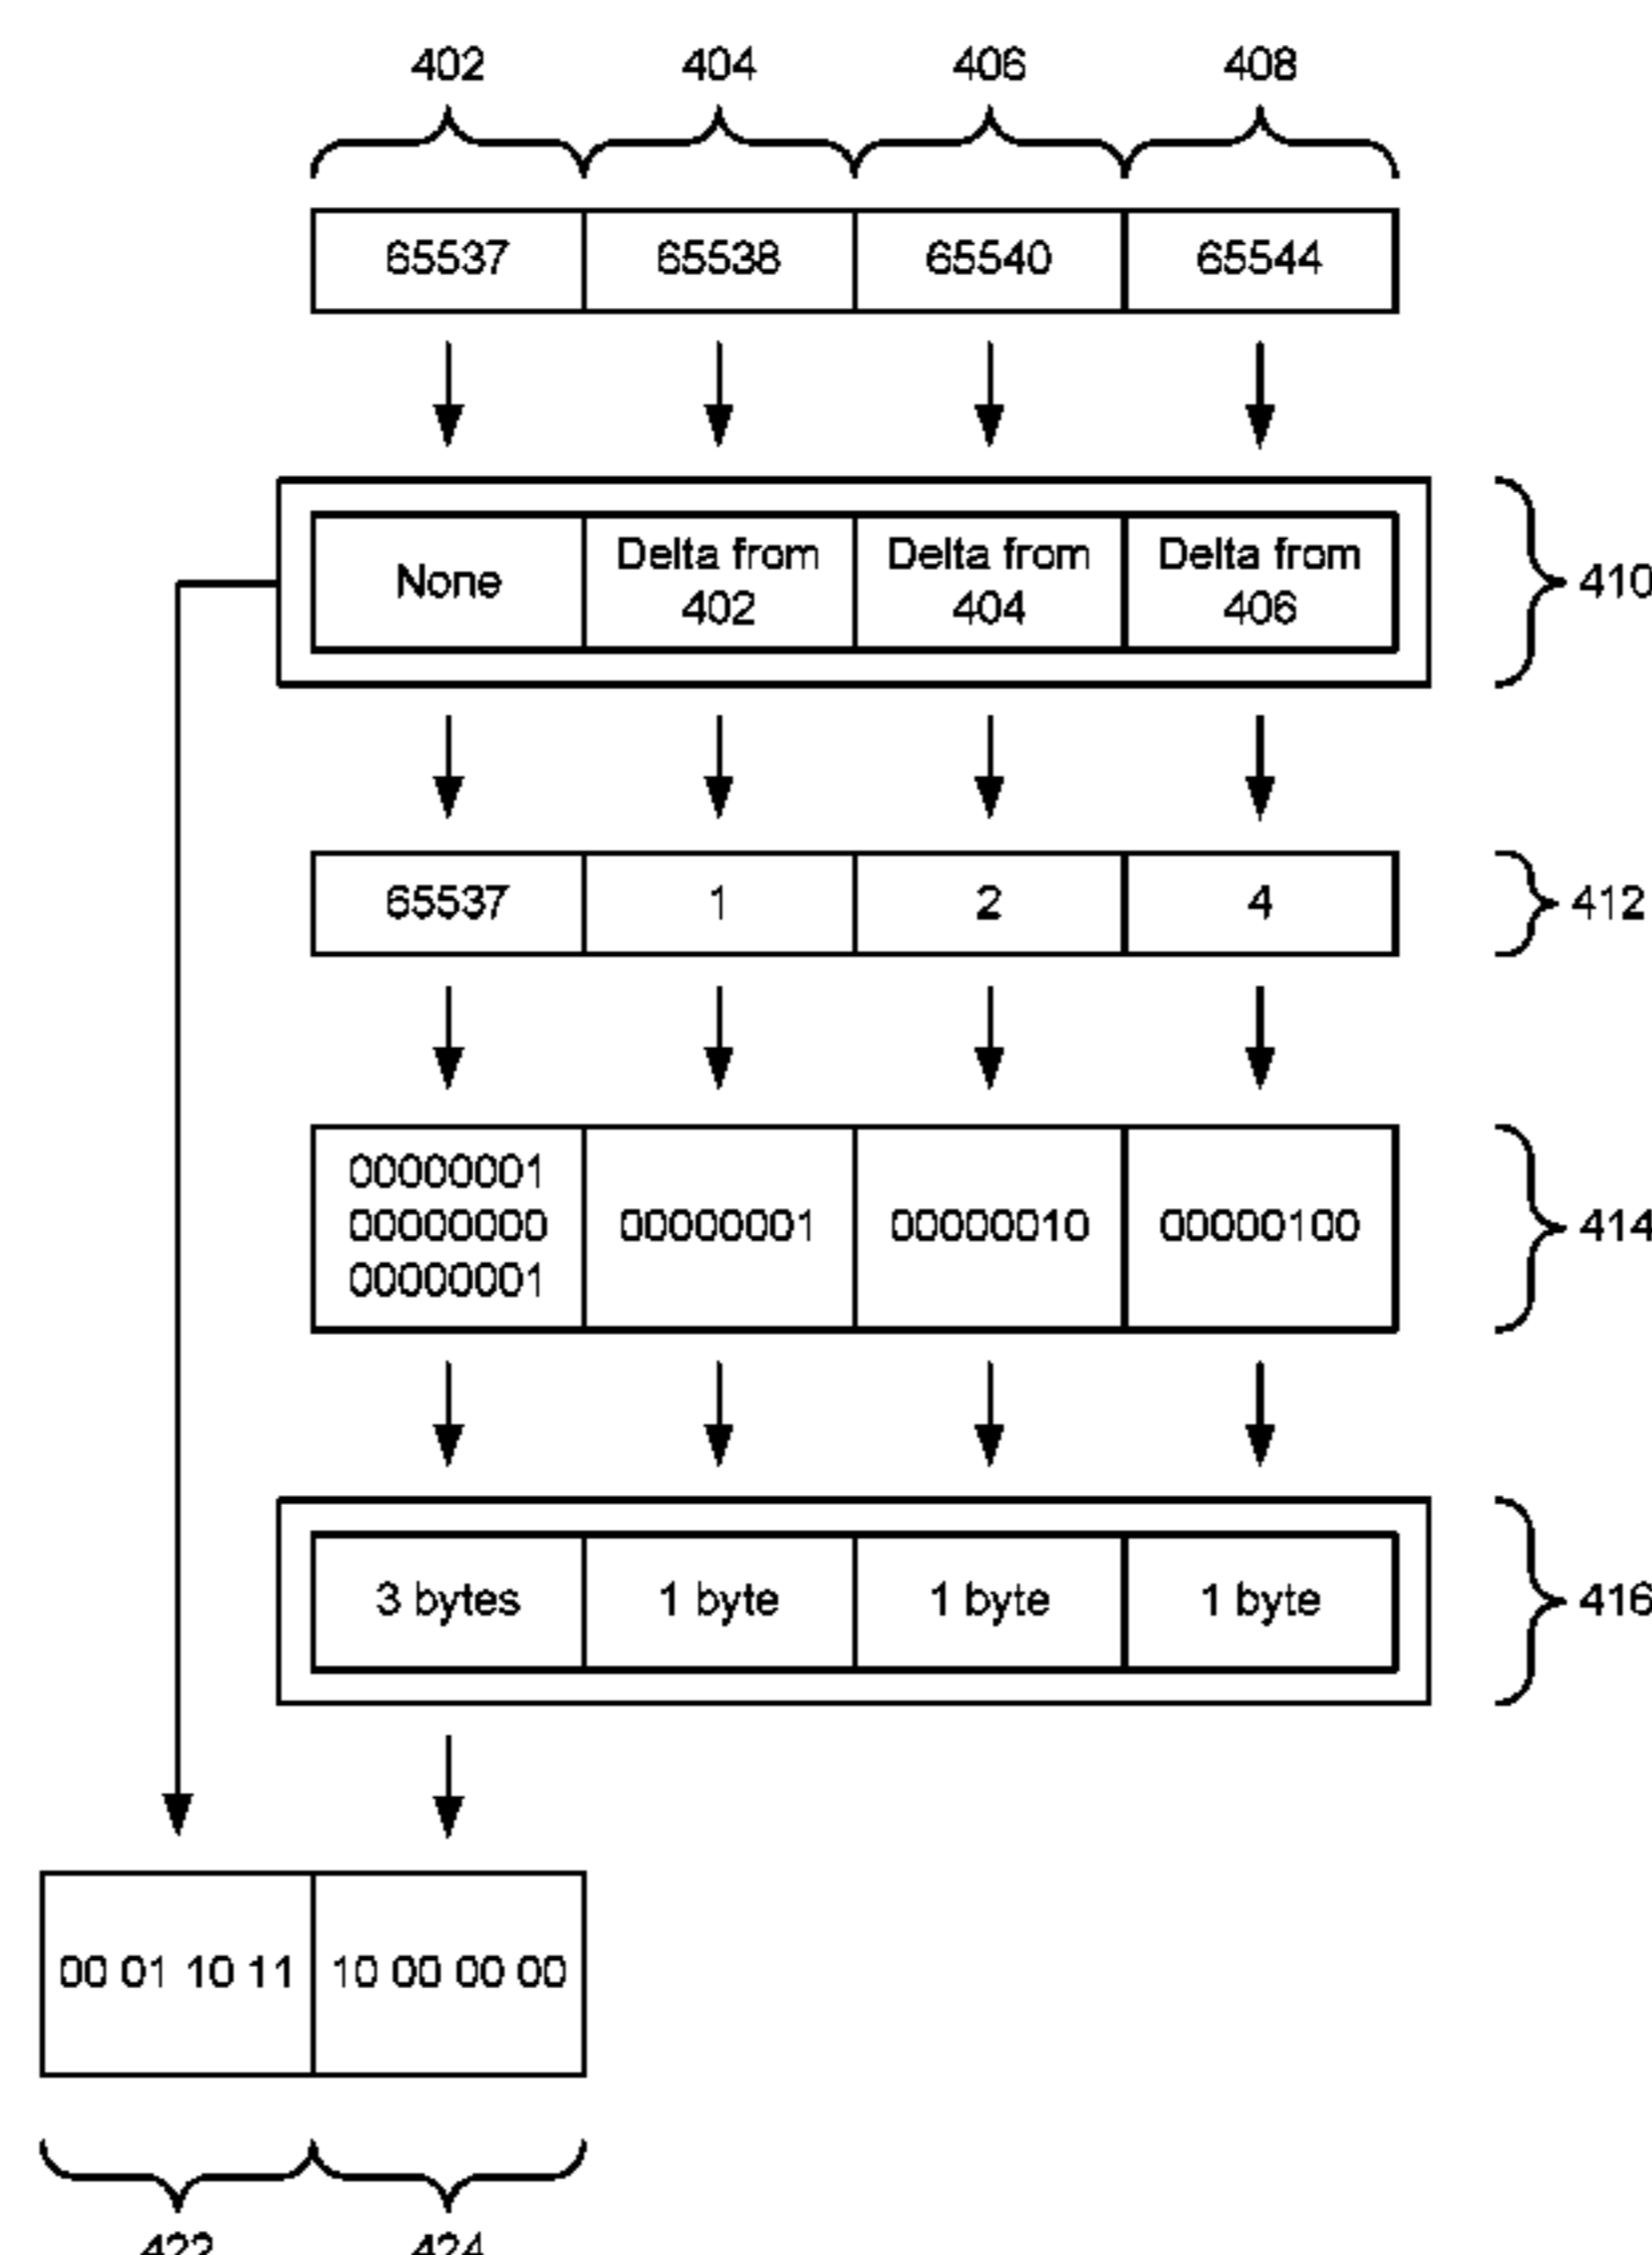 402 404 406 408
65537 65538 65540 65544
None Delta from 402 Delta from 404 Delta from 406 410
65537 1 2 4 412
00000001 00000000 00000001 00000001 00000010 00000100 414
3 bytes 1 byte 1 byte 1 byte 416
00 01 10 11 10 00 00 00
422 424